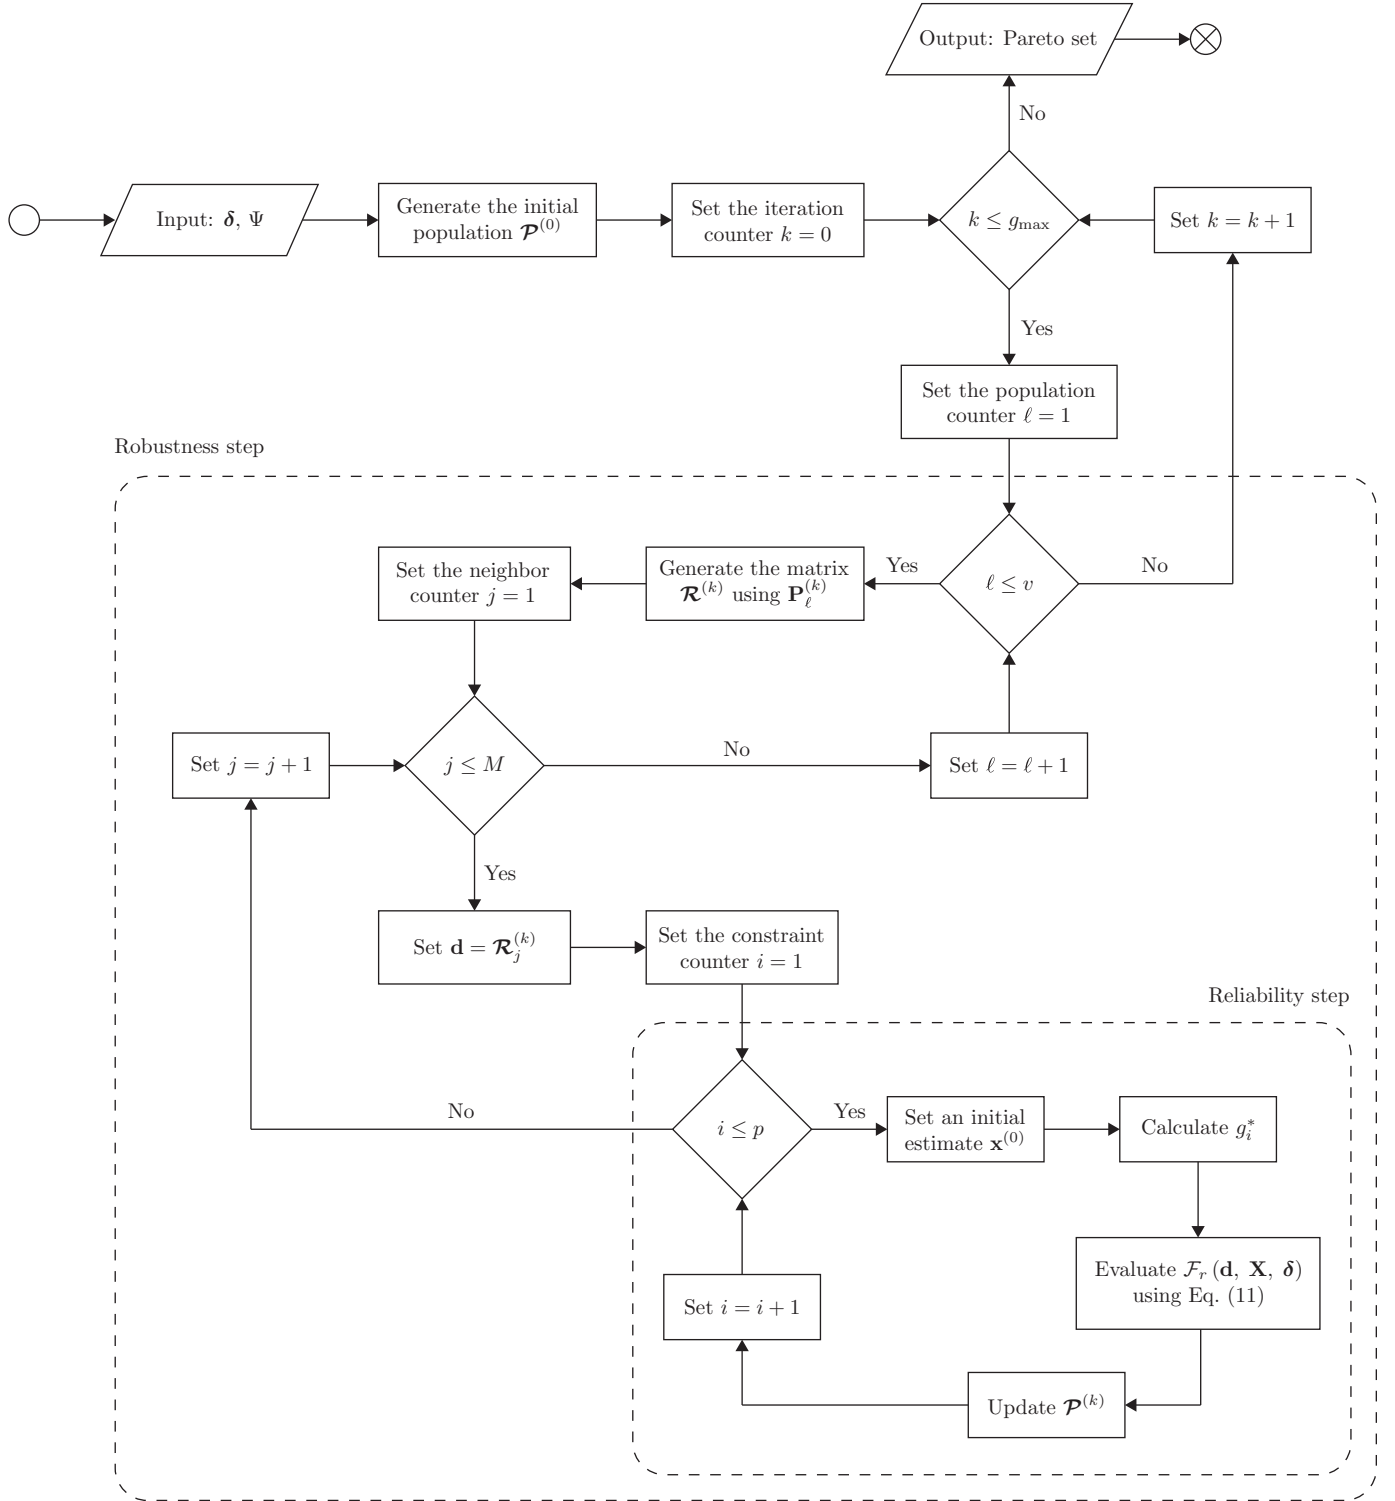 Output: Pareto set
No
Input: 𝜹, Ψ
Generate the initial
population 𝓟^(0)
Set the iteration
counter k = 0
k ≤ g_max
Set k = k + 1
Yes
Set the population
counter ℓ = 1
Robustness step
Set the neighbor
counter j = 1
Generate the matrix
𝓡^(k) using 𝐏_ℓ^(k)
Yes
ℓ ≤ v
No
Set j = j + 1
j ≤ M
No
Set ℓ = ℓ + 1
Yes
Set 𝐝 = 𝓡_j^(k)
Set the constraint
counter i = 1
Reliability step
No
i ≤ p
Yes
Set an initial
estimate 𝐱^(0)
Calculate g_i^*
Evaluate ℱ_r (𝐝, 𝐗, 𝜹)
using Eq. (11)
Set i = i + 1
Update 𝓟^(k)